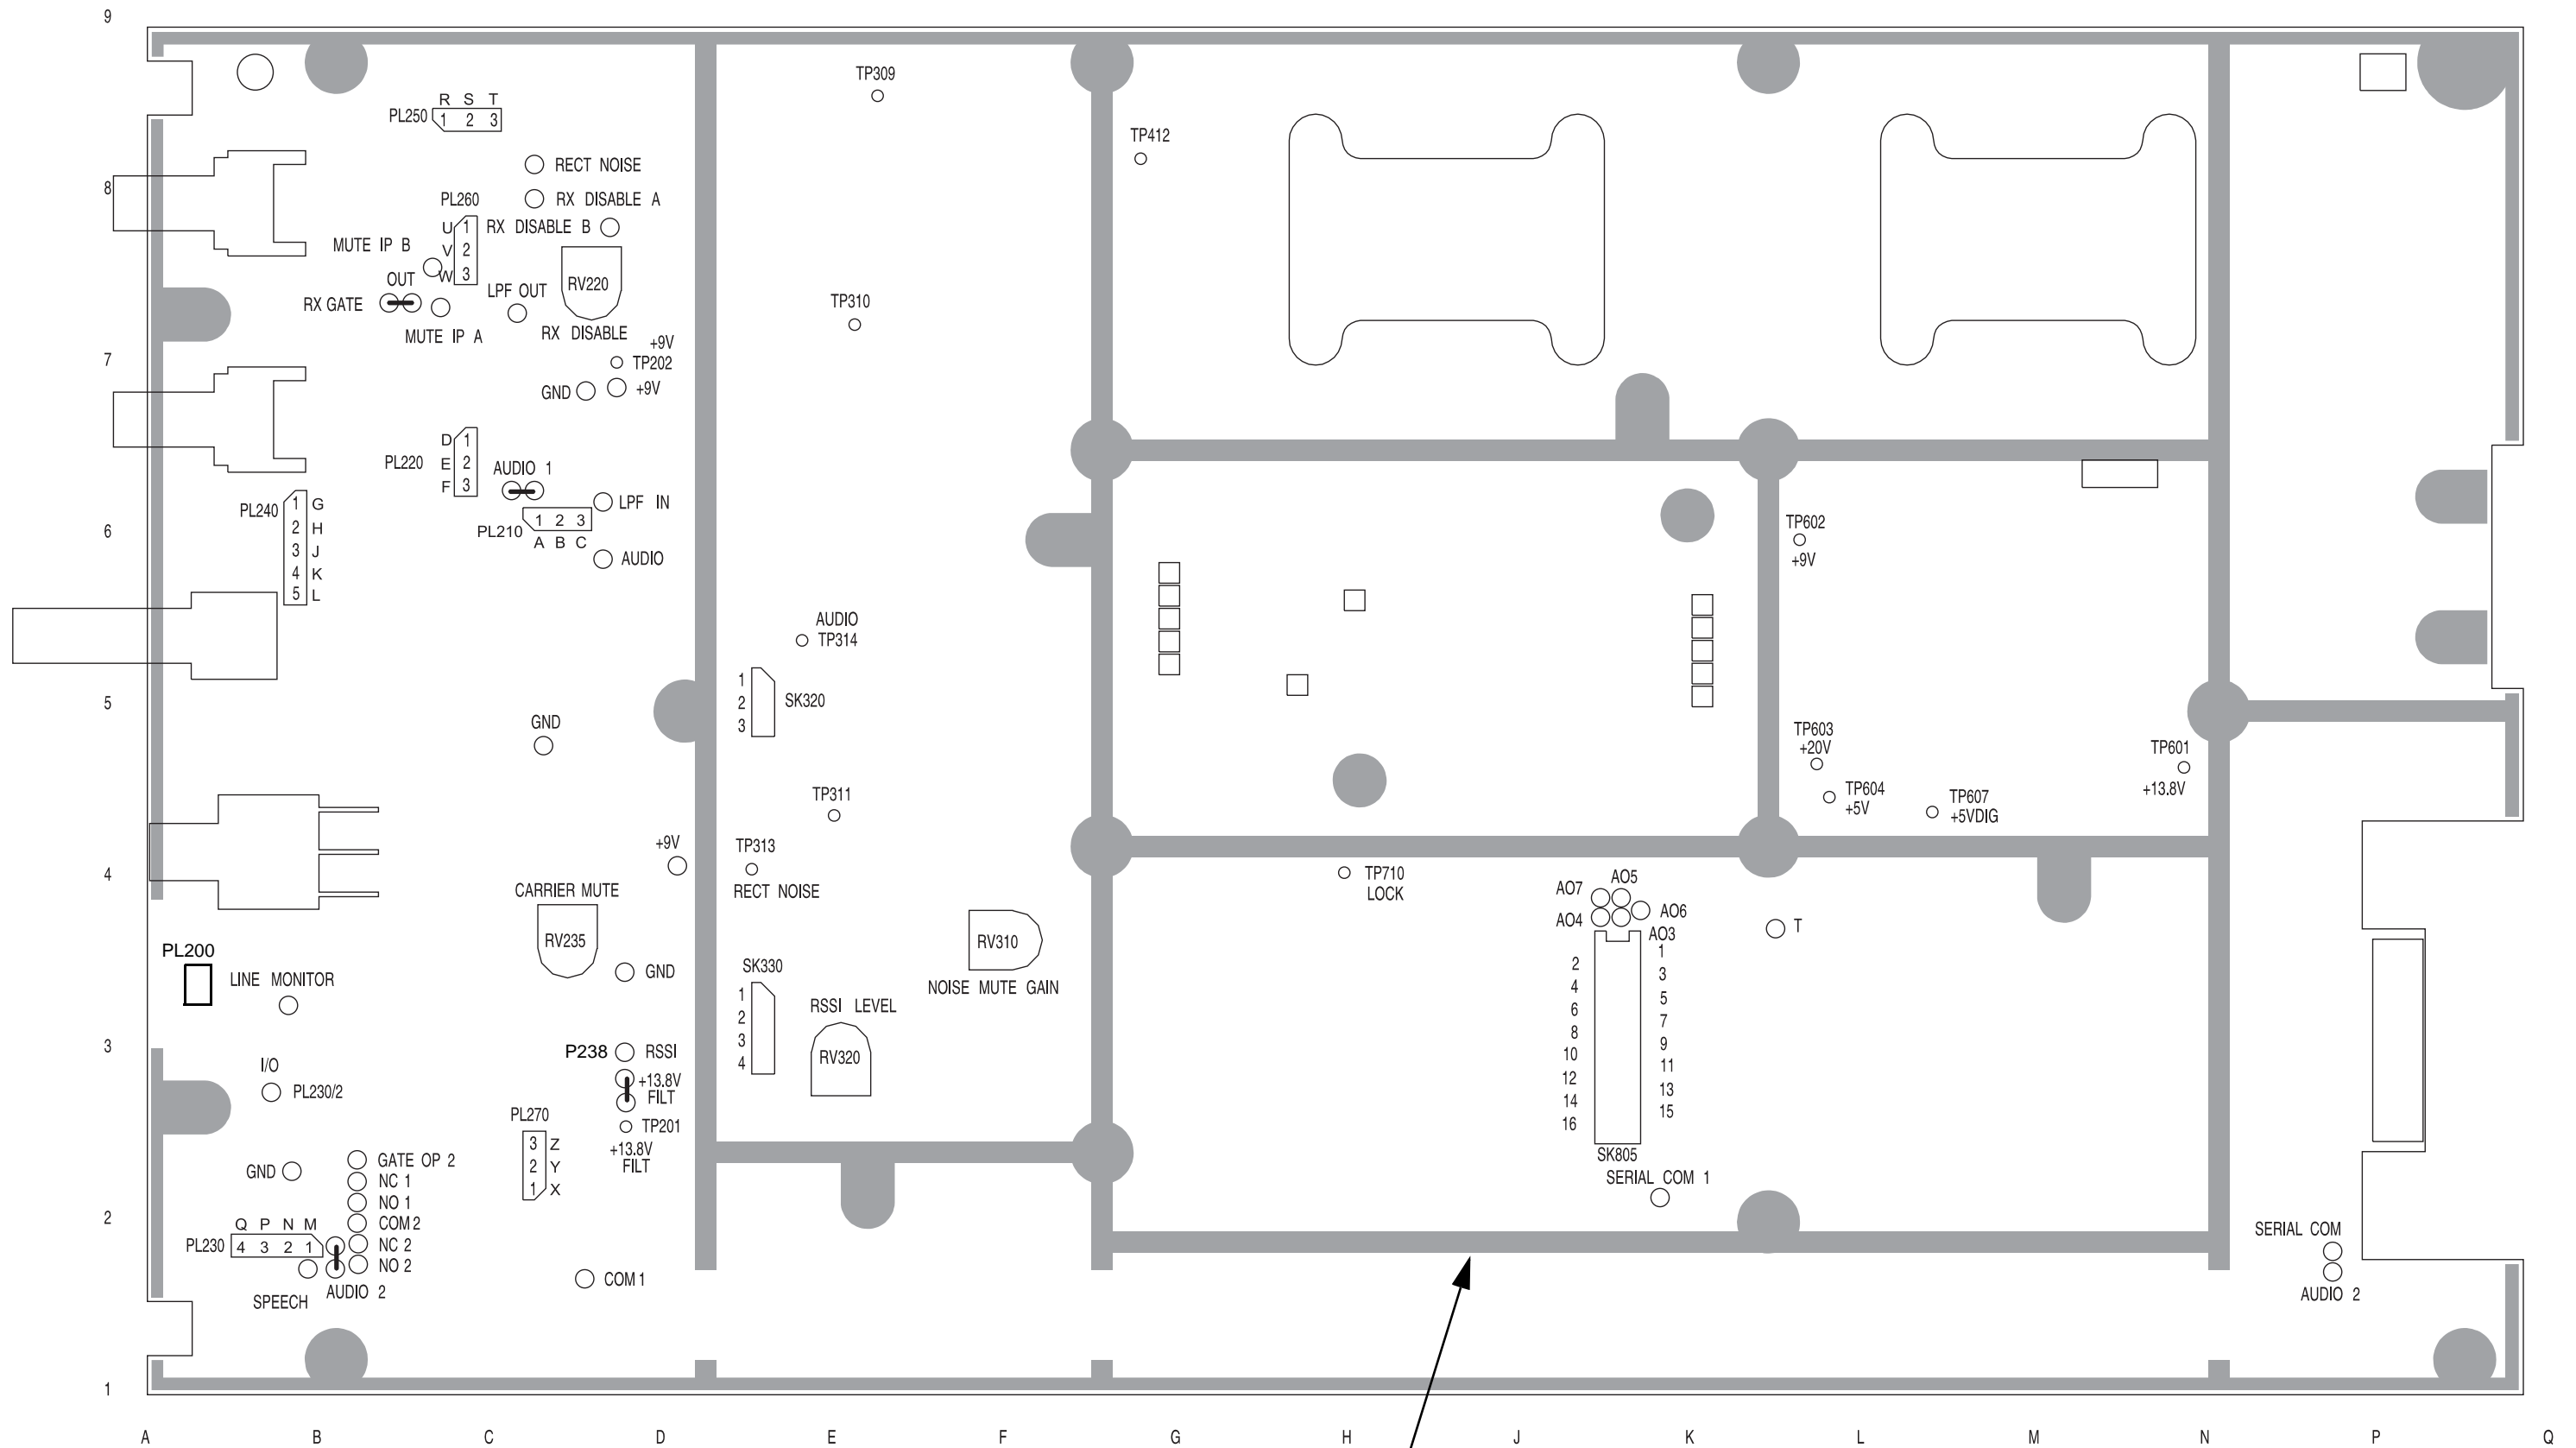 9
TP309
R S T
PL250
1 2 3
TP412
RECT NOISE
8
RX DISABLE A
PL260
U 1
RX DISABLE B
V 2
W 3
MUTE IP B
OUT
RX GATE
MUTE IP A
LPF OUT
RV220
RX DISABLE
TP310
+9V
7
TP202
+9V
GND
D 1
PL220
E 2
F 3
AUDIO 1
LPF IN
PL240
1 G
2 H
3 J
4 K
5 L
6
PL210
1 2 3
A B C
AUDIO
TP602
+9V
AUDIO
TP314
1
2
3
SK320
5
GND
TP603
+20V
TP601
+13.8V
TP604
+5V
TP607
+5VDIG
TP311
+9V
TP313
RECT NOISE
4
TP710
LOCK
CARRIER MUTE
RV235
AO7
AO5
AO4
AO6
AO3
T
RV310
NOISE MUTE GAIN
PL200
LINE MONITOR
GND
SK330
1
2
3
4
RSSI LEVEL
RV320
1
2
3
4
5
6
7
8
9
10
11
12
13
14
15
16
SK805
SERIAL COM 1
3
P238
RSSI
+13.8V
FILT
TP201
+13.8V
FILT
I/O
PL230/2
PL270
3 Z
2 Y
1 X
GND
GATE OP 2
NC 1
NO 1
COM 2
NC 2
NO 2
2
Q P N M
PL230
4 3 2 1
SPEECH
AUDIO 2
COM 1
SERIAL COM
AUDIO 2
1
A B C D E F G H J K L M N P Q